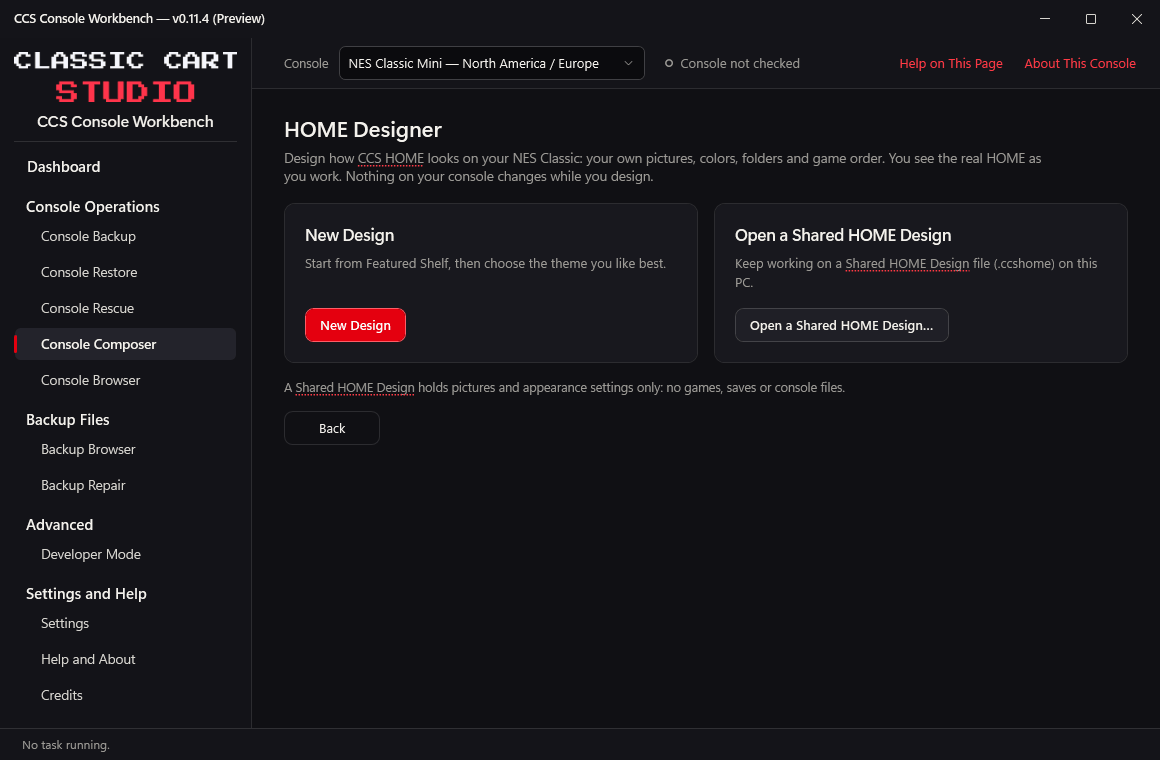 CCS Console Workbench — v0.11.4 (Preview)
CLASSIC CART
STUDIO
CCS Console Workbench
Dashboard
Console Operations
Console Backup
Console Restore
Console Rescue
Console Composer
Console Browser
Backup Files
Backup Browser
Backup Repair
Advanced
Developer Mode
Settings and Help
Settings
Help and About
Credits
Console
NES Classic Mini — North America / Europe
Console not checked
Help on This Page
About This Console
HOME Designer
Design how CCS HOME looks on your NES Classic: your own pictures, colors, folders and game order. You see the real HOME as
you work. Nothing on your console changes while you design.
New Design
Start from Featured Shelf, then choose the theme you like best.
New Design
Open a Shared HOME Design
Keep working on a Shared HOME Design file (.ccshome) on this
PC.
Open a Shared HOME Design...
A Shared HOME Design holds pictures and appearance settings only: no games, saves or console files.
Back
No task running.